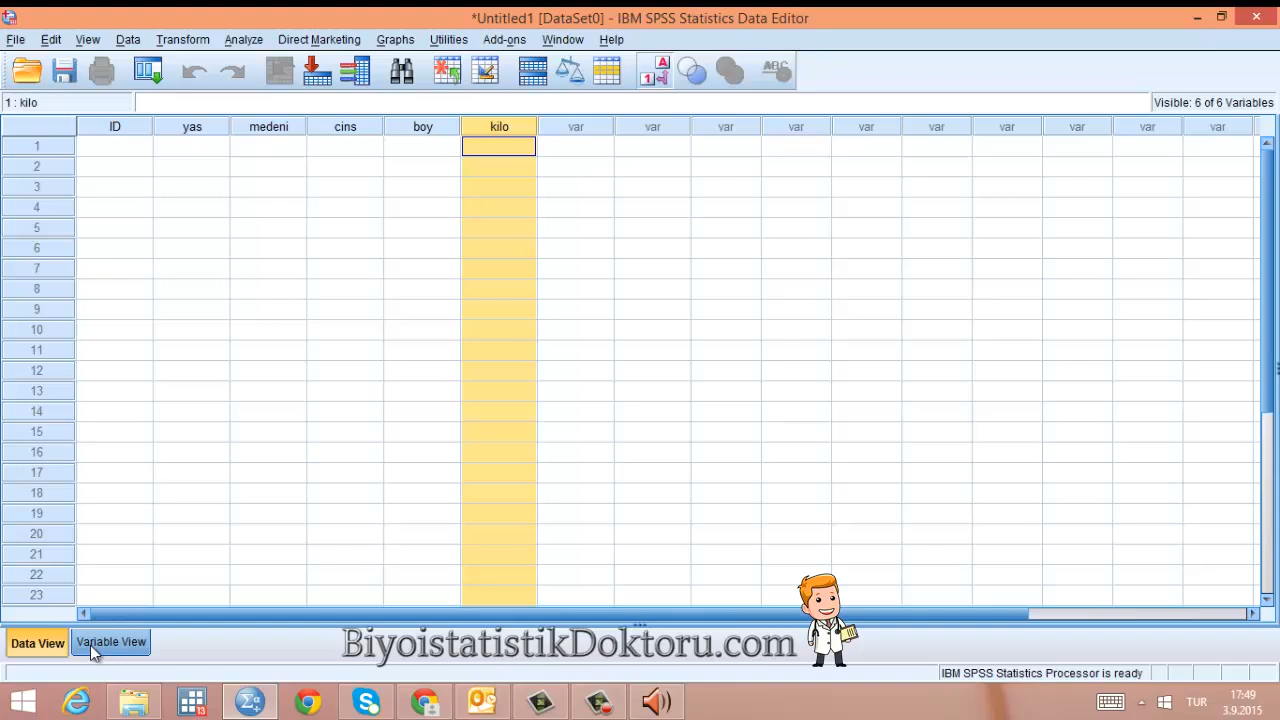 *Untitled1 [DataSet0] - IBM SPSS Statistics Data Editor
File Edit View Data Transform Analyze Direct Marketing Graphs Utilities Add-ons Window Help
1 : kilo
Visible: 6 of 6 Variables
ID yas medeni cins boy kilo var var var var var var var var var var
1
2
3
4
5
6
7
8
9
10
11
12
13
14
15
16
17
18
19
20
21
22
23
Data View Variable View
BiyoistatistikDoktoru.com
IBM SPSS Statistics Processor is ready
TUR
17:49
3.9.2015